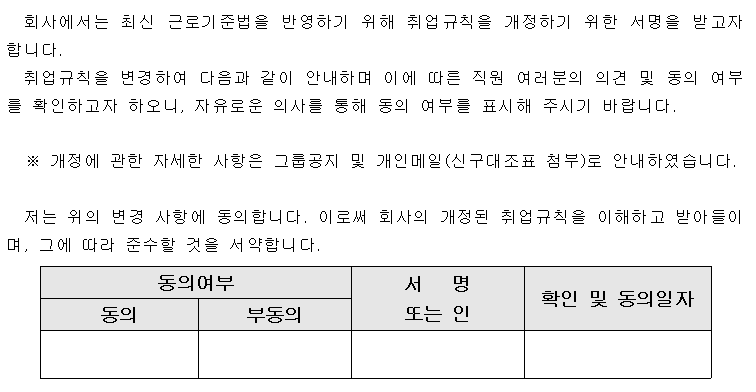 회사에서는 최신 근로기준법을 반영하기 위해 취업규칙을 개정하기 위한 서명을 받고자
합니다.
취업규칙을 변경하여 다음과 같이 안내하며 이에 따른 직원 여러분의 의견 및 동의 여부
를 확인하고자 하오니, 자유로운 의사를 통해 동의 여부를 표시해 주시기 바랍니다.
※ 개정에 관한 자세한 사항은 그룹공지 및 개인메일(신구대조표 첨부)로 안내하였습니다.
저는 위의 변경 사항에 동의합니다. 이로써 회사의 개정된 취업규칙을 이해하고 받아들이
며, 그에 따라 준수할 것을 서약합니다.
동의여부
동의
부동의
서 명
또는 인
확인 및 동의일자